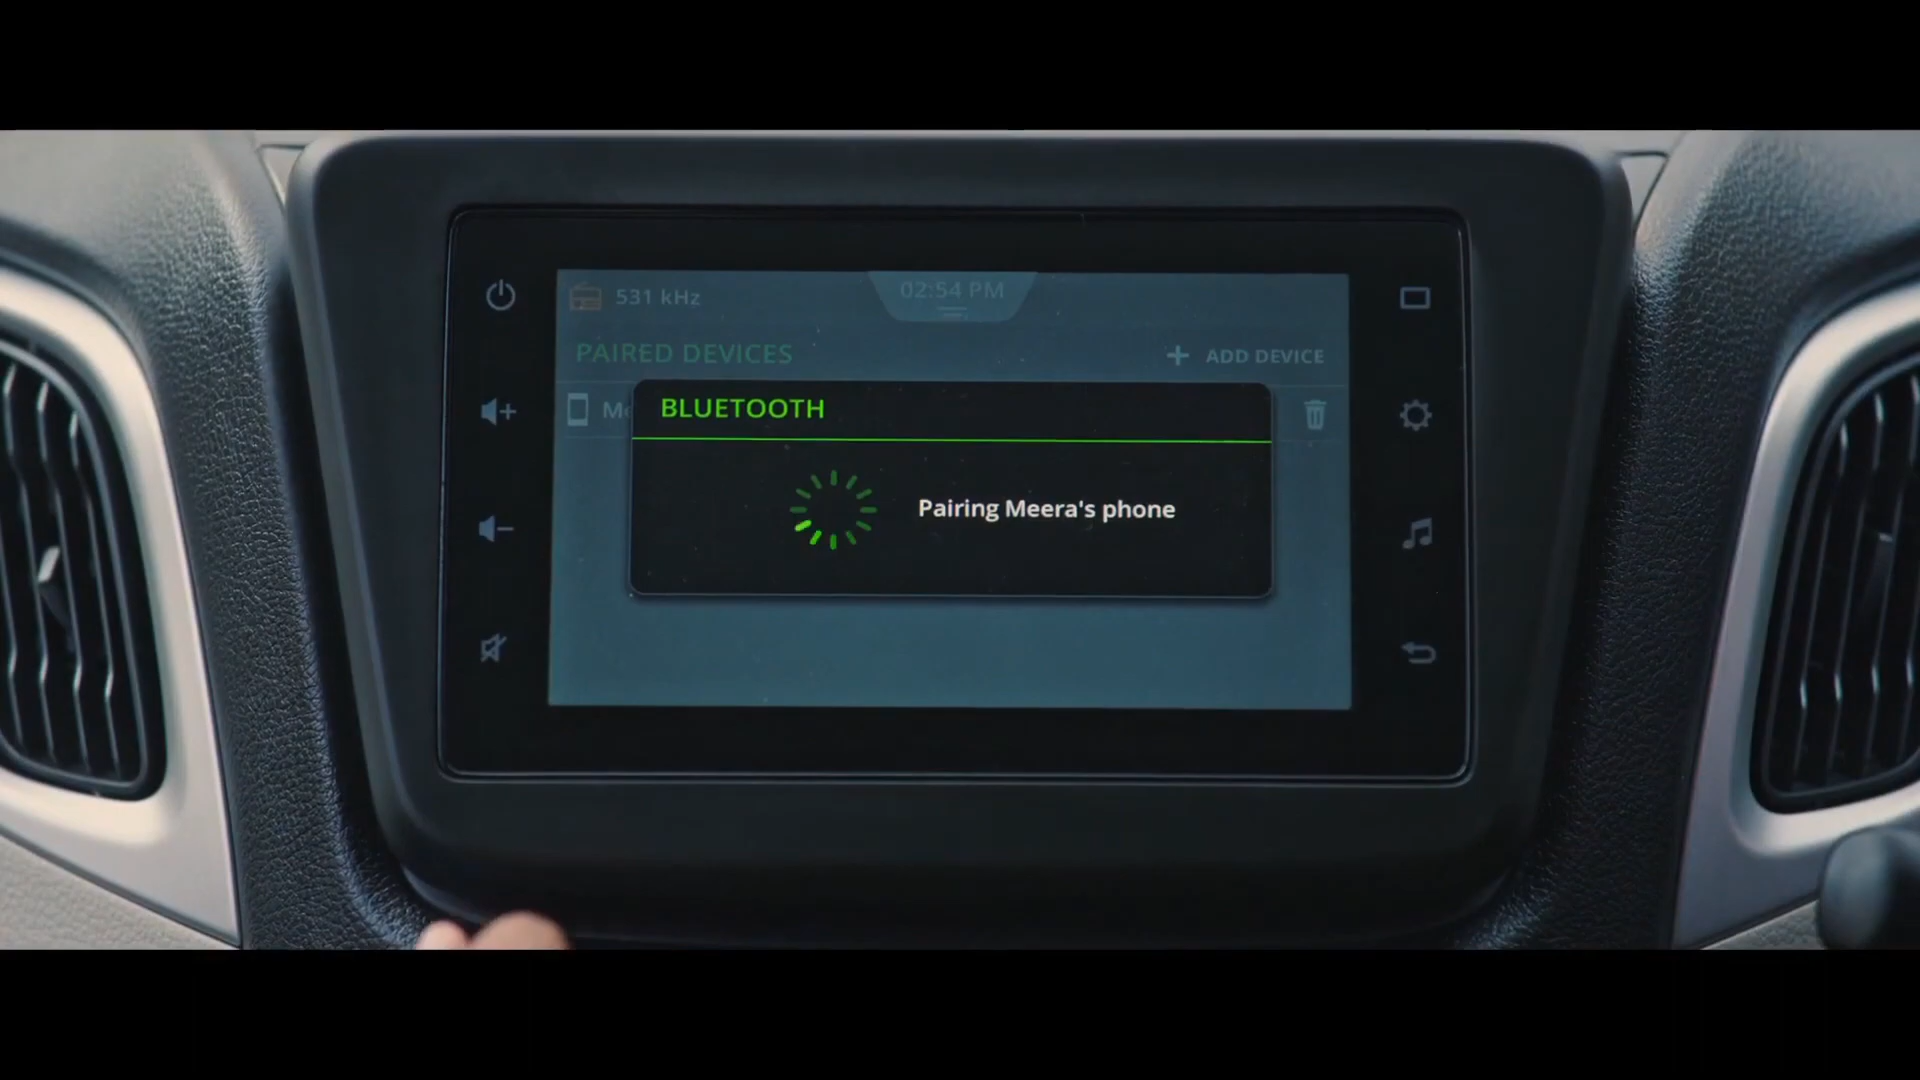 531 kHz
02:54 PM
PAIRED DEVICES
+ ADD DEVICE
BLUETOOTH
Pairing Meera's phone